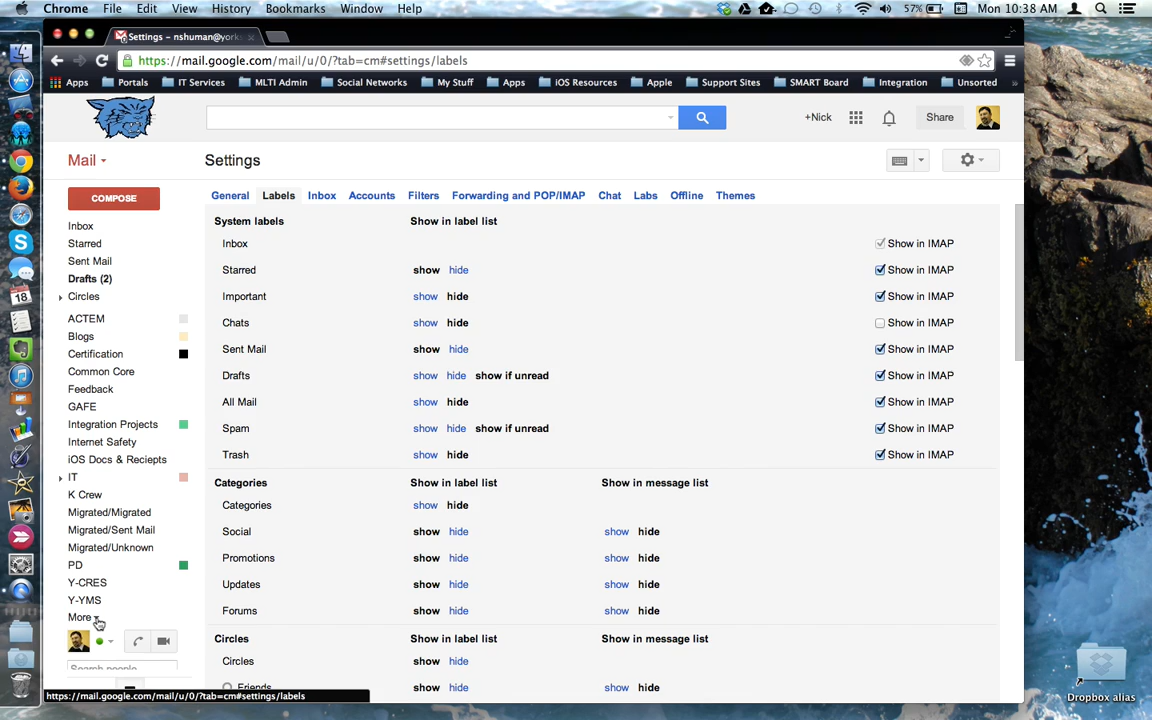 Chrome File Edit View History Bookmarks Window Help 57% Mon 10:38 AM
Settings – nshuman@yorks
https://mail.google.com/mail/u/0/?tab=cm#settings/labels
Apps Portals IT Services MLTI Admin Social Networks My Stuff Apps iOS Resources Apple Support Sites SMART Board Integration Unsorted »
+Nick Share
Mail Settings
COMPOSE General Labels Inbox Accounts Filters Forwarding and POP/IMAP Chat Labs Offline Themes
Inbox
Starred
Sent Mail
Drafts (2)
Circles
ACTEM
Blogs
Certification
Common Core
Feedback
GAFE
Integration Projects
Internet Safety
iOS Docs & Reciepts
IT
K Crew
Migrated/Migrated
Migrated/Sent Mail
Migrated/Unknown
PD
Y-CRES
Y-YMS
More
Search people...
System labels Show in label list
Inbox Show in IMAP
Starred show hide Show in IMAP
Important show hide Show in IMAP
Chats show hide Show in IMAP
Sent Mail show hide Show in IMAP
Drafts show hide show if unread Show in IMAP
All Mail show hide Show in IMAP
Spam show hide show if unread Show in IMAP
Trash show hide Show in IMAP
Categories Show in label list Show in message list
Categories show hide
Social show hide show hide
Promotions show hide show hide
Updates show hide show hide
Forums show hide show hide
Circles Show in label list Show in message list
Circles show hide
Friends show hide show hide
https://mail.google.com/mail/u/0/?tab=cm#settings/labels
18
Dropbox alias